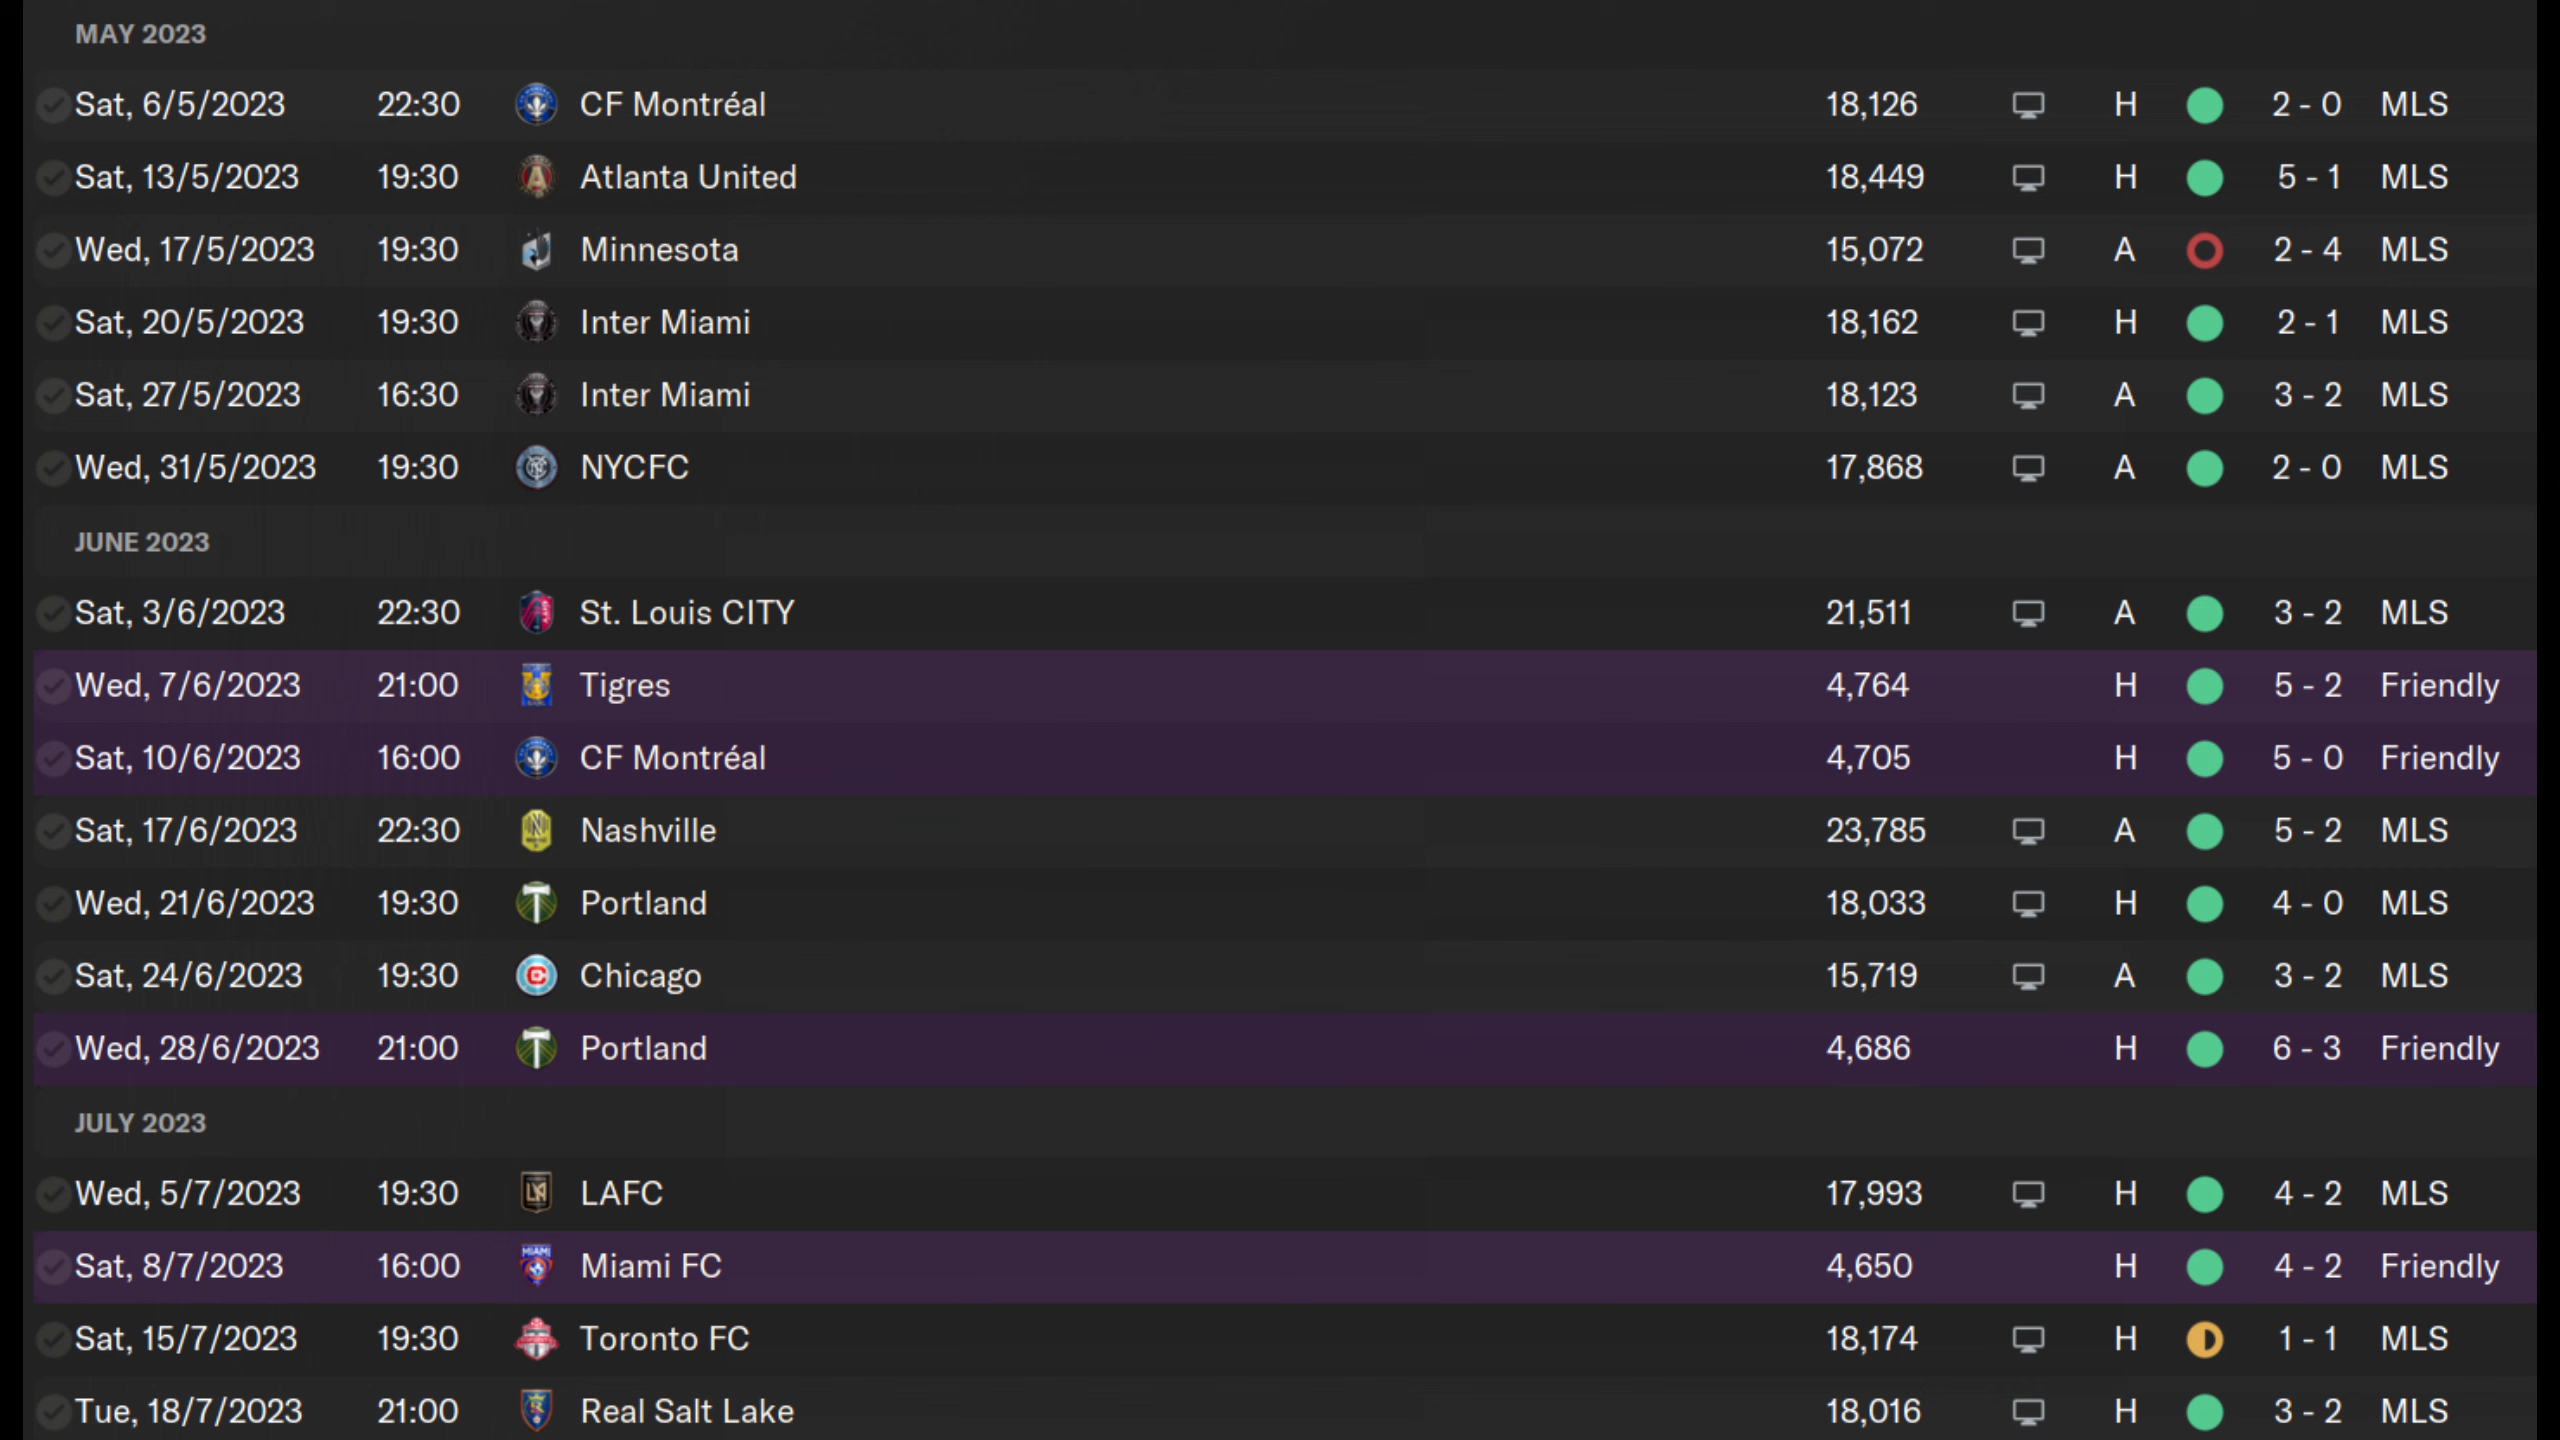 MAY 2023
Sat, 6/5/2023 22:30 CF Montréal 18,126 H 2 - 0 MLS
Sat, 13/5/2023 19:30 Atlanta United 18,449 H 5 - 1 MLS
Wed, 17/5/2023 19:30 Minnesota 15,072 A 2 - 4 MLS
Sat, 20/5/2023 19:30 Inter Miami 18,162 H 2 - 1 MLS
Sat, 27/5/2023 16:30 Inter Miami 18,123 A 3 - 2 MLS
Wed, 31/5/2023 19:30 NYCFC 17,868 A 2 - 0 MLS
JUNE 2023
Sat, 3/6/2023 22:30 St. Louis CITY 21,511 A 3 - 2 MLS
Wed, 7/6/2023 21:00 Tigres 4,764 H 5 - 2 Friendly
Sat, 10/6/2023 16:00 CF Montréal 4,705 H 5 - 0 Friendly
Sat, 17/6/2023 22:30 Nashville 23,785 A 5 - 2 MLS
Wed, 21/6/2023 19:30 Portland 18,033 H 4 - 0 MLS
Sat, 24/6/2023 19:30 Chicago 15,719 A 3 - 2 MLS
Wed, 28/6/2023 21:00 Portland 4,686 H 6 - 3 Friendly
JULY 2023
Wed, 5/7/2023 19:30 LAFC 17,993 H 4 - 2 MLS
Sat, 8/7/2023 16:00 MIAMI Miami FC 4,650 H 4 - 2 Friendly
Sat, 15/7/2023 19:30 Toronto FC 18,174 H 1 - 1 MLS
Tue, 18/7/2023 21:00 Real Salt Lake 18,016 H 3 - 2 MLS